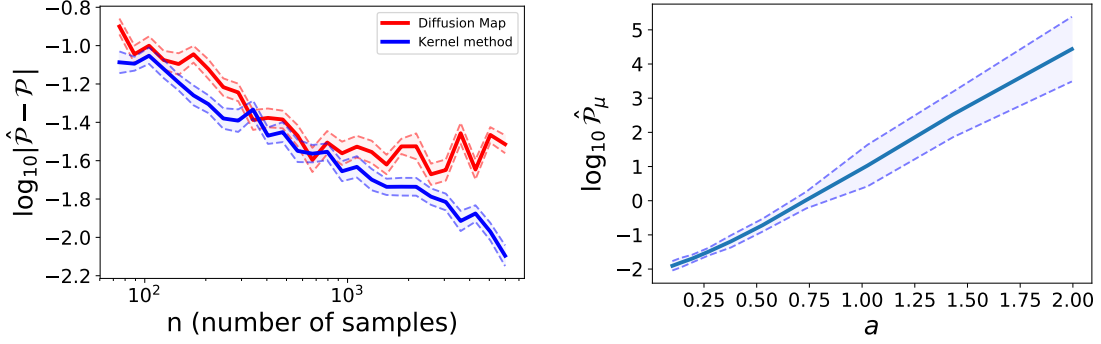 −0.8
−1.0
−1.2
−1.4
−1.6
−1.8
−2.0
−2.2
log₁₀|𝒫̂ − 𝒫|
Diffusion Map
Kernel method
10²
10³
n (number of samples)
5
4
3
2
1
0
−1
−2
log₁₀ 𝒫̂_μ
0.25 0.50 0.75 1.00 1.25 1.50 1.75 2.00
a